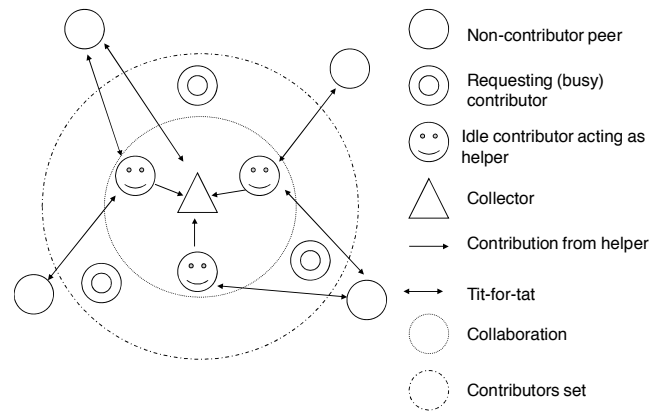 Non-contributor peer
Requesting (busy)
contributor
Idle contributor acting as
helper
Collector
Contribution from helper
Tit-for-tat
Collaboration
Contributors set